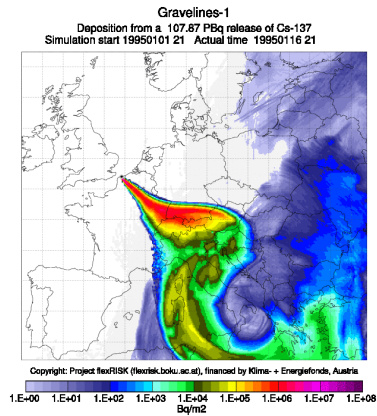 Gravelines-1
Deposition from a 107.87 PBq release of Cs-137
Simulation start 19950101 21 Actual time 19950116 21
Copyright: Project flexRISK (flexrisk.boku.ac.at), financed by Klima- + Energiefonds, Austria
1.E+00 1.E+01 1.E+02 1.E+03 1.E+04 1.E+05 1.E+06 1.E+07 1.E+08
Bq/m2